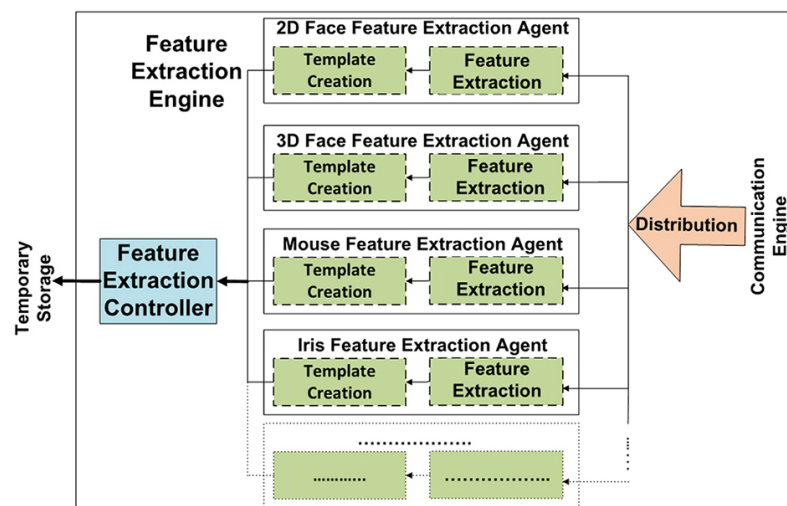 Feature
Extraction
Engine
2D Face Feature Extraction Agent
Template
Creation
Feature
Extraction
3D Face Feature Extraction Agent
Template
Creation
Feature
Extraction
Mouse Feature Extraction Agent
Template
Creation
Feature
Extraction
Iris Feature Extraction Agent
Template
Creation
Feature
Extraction
...................
............
..................
Distribution
Communication
Engine
Feature
Extraction
Controller
Temporary
Storage